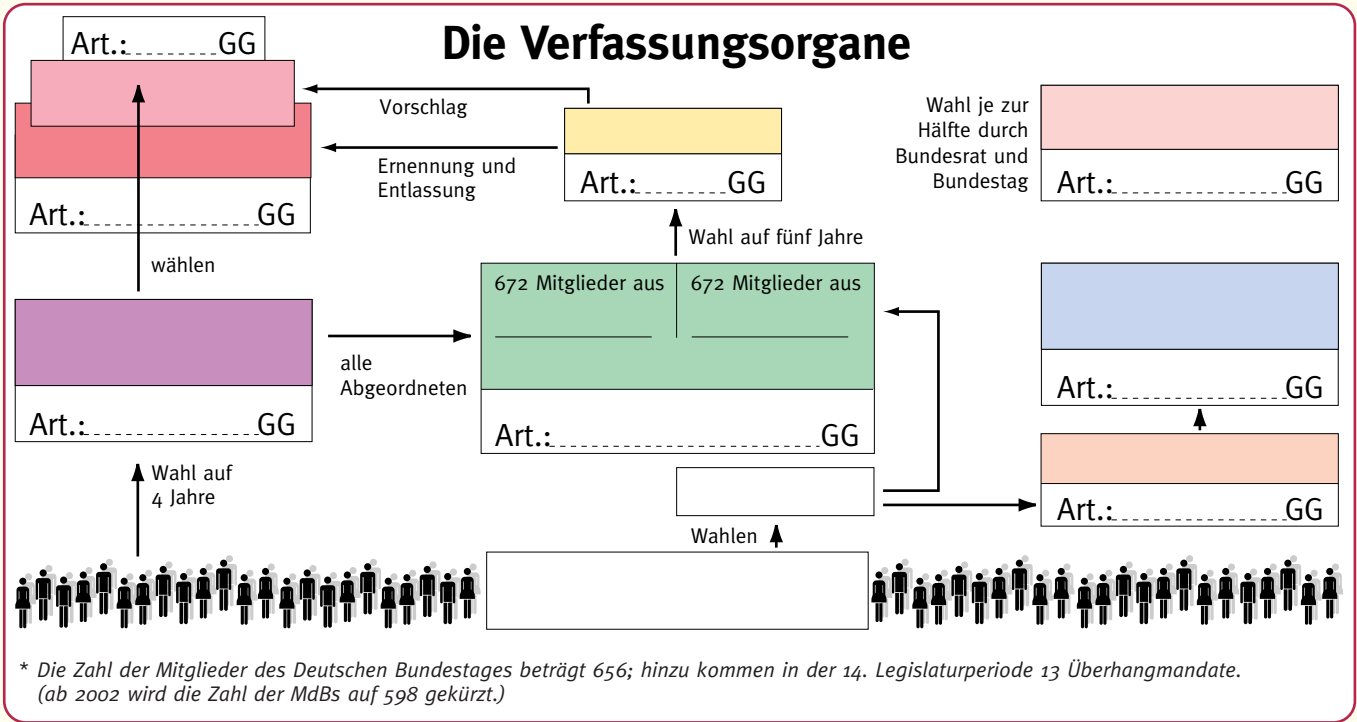 Die Verfassungsorgane
Art.: GG
Vorschlag
Ernennung und
Entlassung
Art.: GG
wählen
Art.: GG
Wahl auf
4 Jahre
alle
Abgeordneten
Art.: GG
Wahl auf fünf Jahre
672 Mitglieder aus
672 Mitglieder aus
Art.: GG
Wahlen
Wahl je zur
Hälfte durch
Bundesrat und
Bundestag
Art.: GG
Art.: GG
Art.: GG
* Die Zahl der Mitglieder des Deutschen Bundestages beträgt 656; hinzu kommen in der 14. Legislaturperiode 13 Überhangmandate.
(ab 2002 wird die Zahl der MdBs auf 598 gekürzt.)